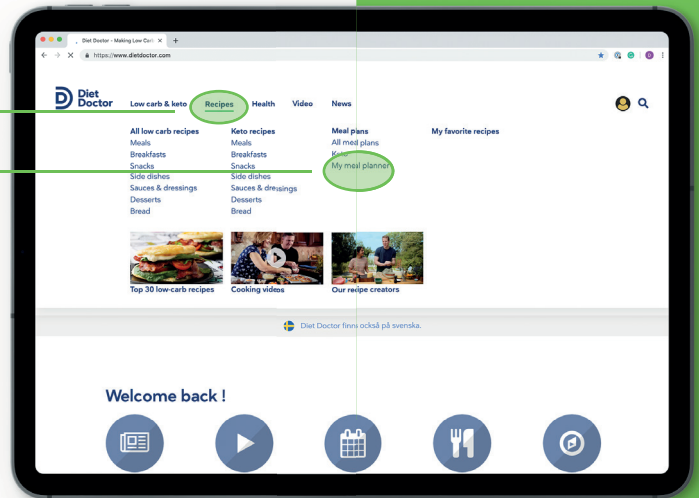 Diet Doctor - Making Low Carb
https://www.dietdoctor.com
Diet
Doctor
Low carb & keto
Recipes
Health
Video
News
All low carb recipes
Meals
Breakfasts
Snacks
Side dishes
Sauces & dressings
Desserts
Bread
Keto recipes
Meals
Breakfasts
Snacks
Side dishes
Sauces & dressings
Desserts
Bread
Meal plans
All meal plans
Keto
My meal planner
My favorite recipes
Top 30 low-carb recipes
Cooking videos
Our recipe creators
Diet Doctor finns också på svenska.
Welcome back !